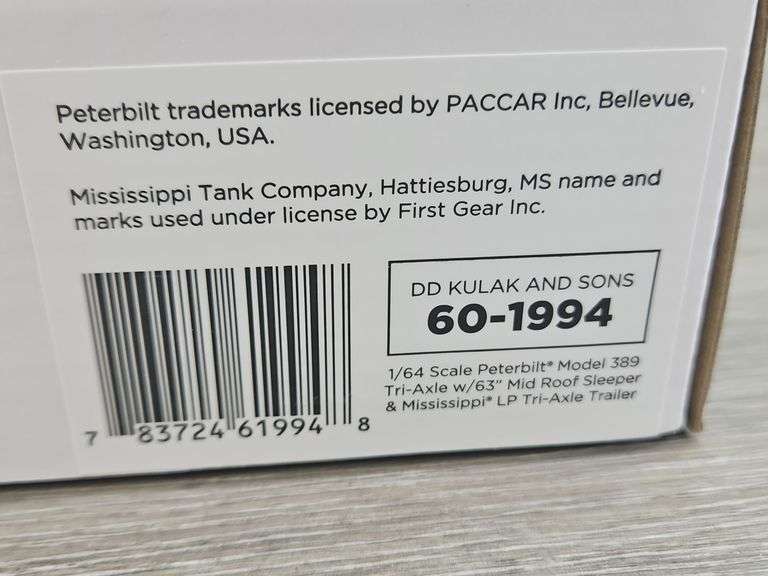 Peterbilt trademarks licensed by PACCAR Inc, Bellevue,
Washington, USA.
Mississippi Tank Company, Hattiesburg, MS name and
marks used under license by First Gear Inc.
DD KULAK AND SONS
60-1994
1/64 Scale Peterbilt® Model 389
Tri-Axle w/63" Mid Roof Sleeper
& Mississippi® LP Tri-Axle Trailer
7 83724 61994 8